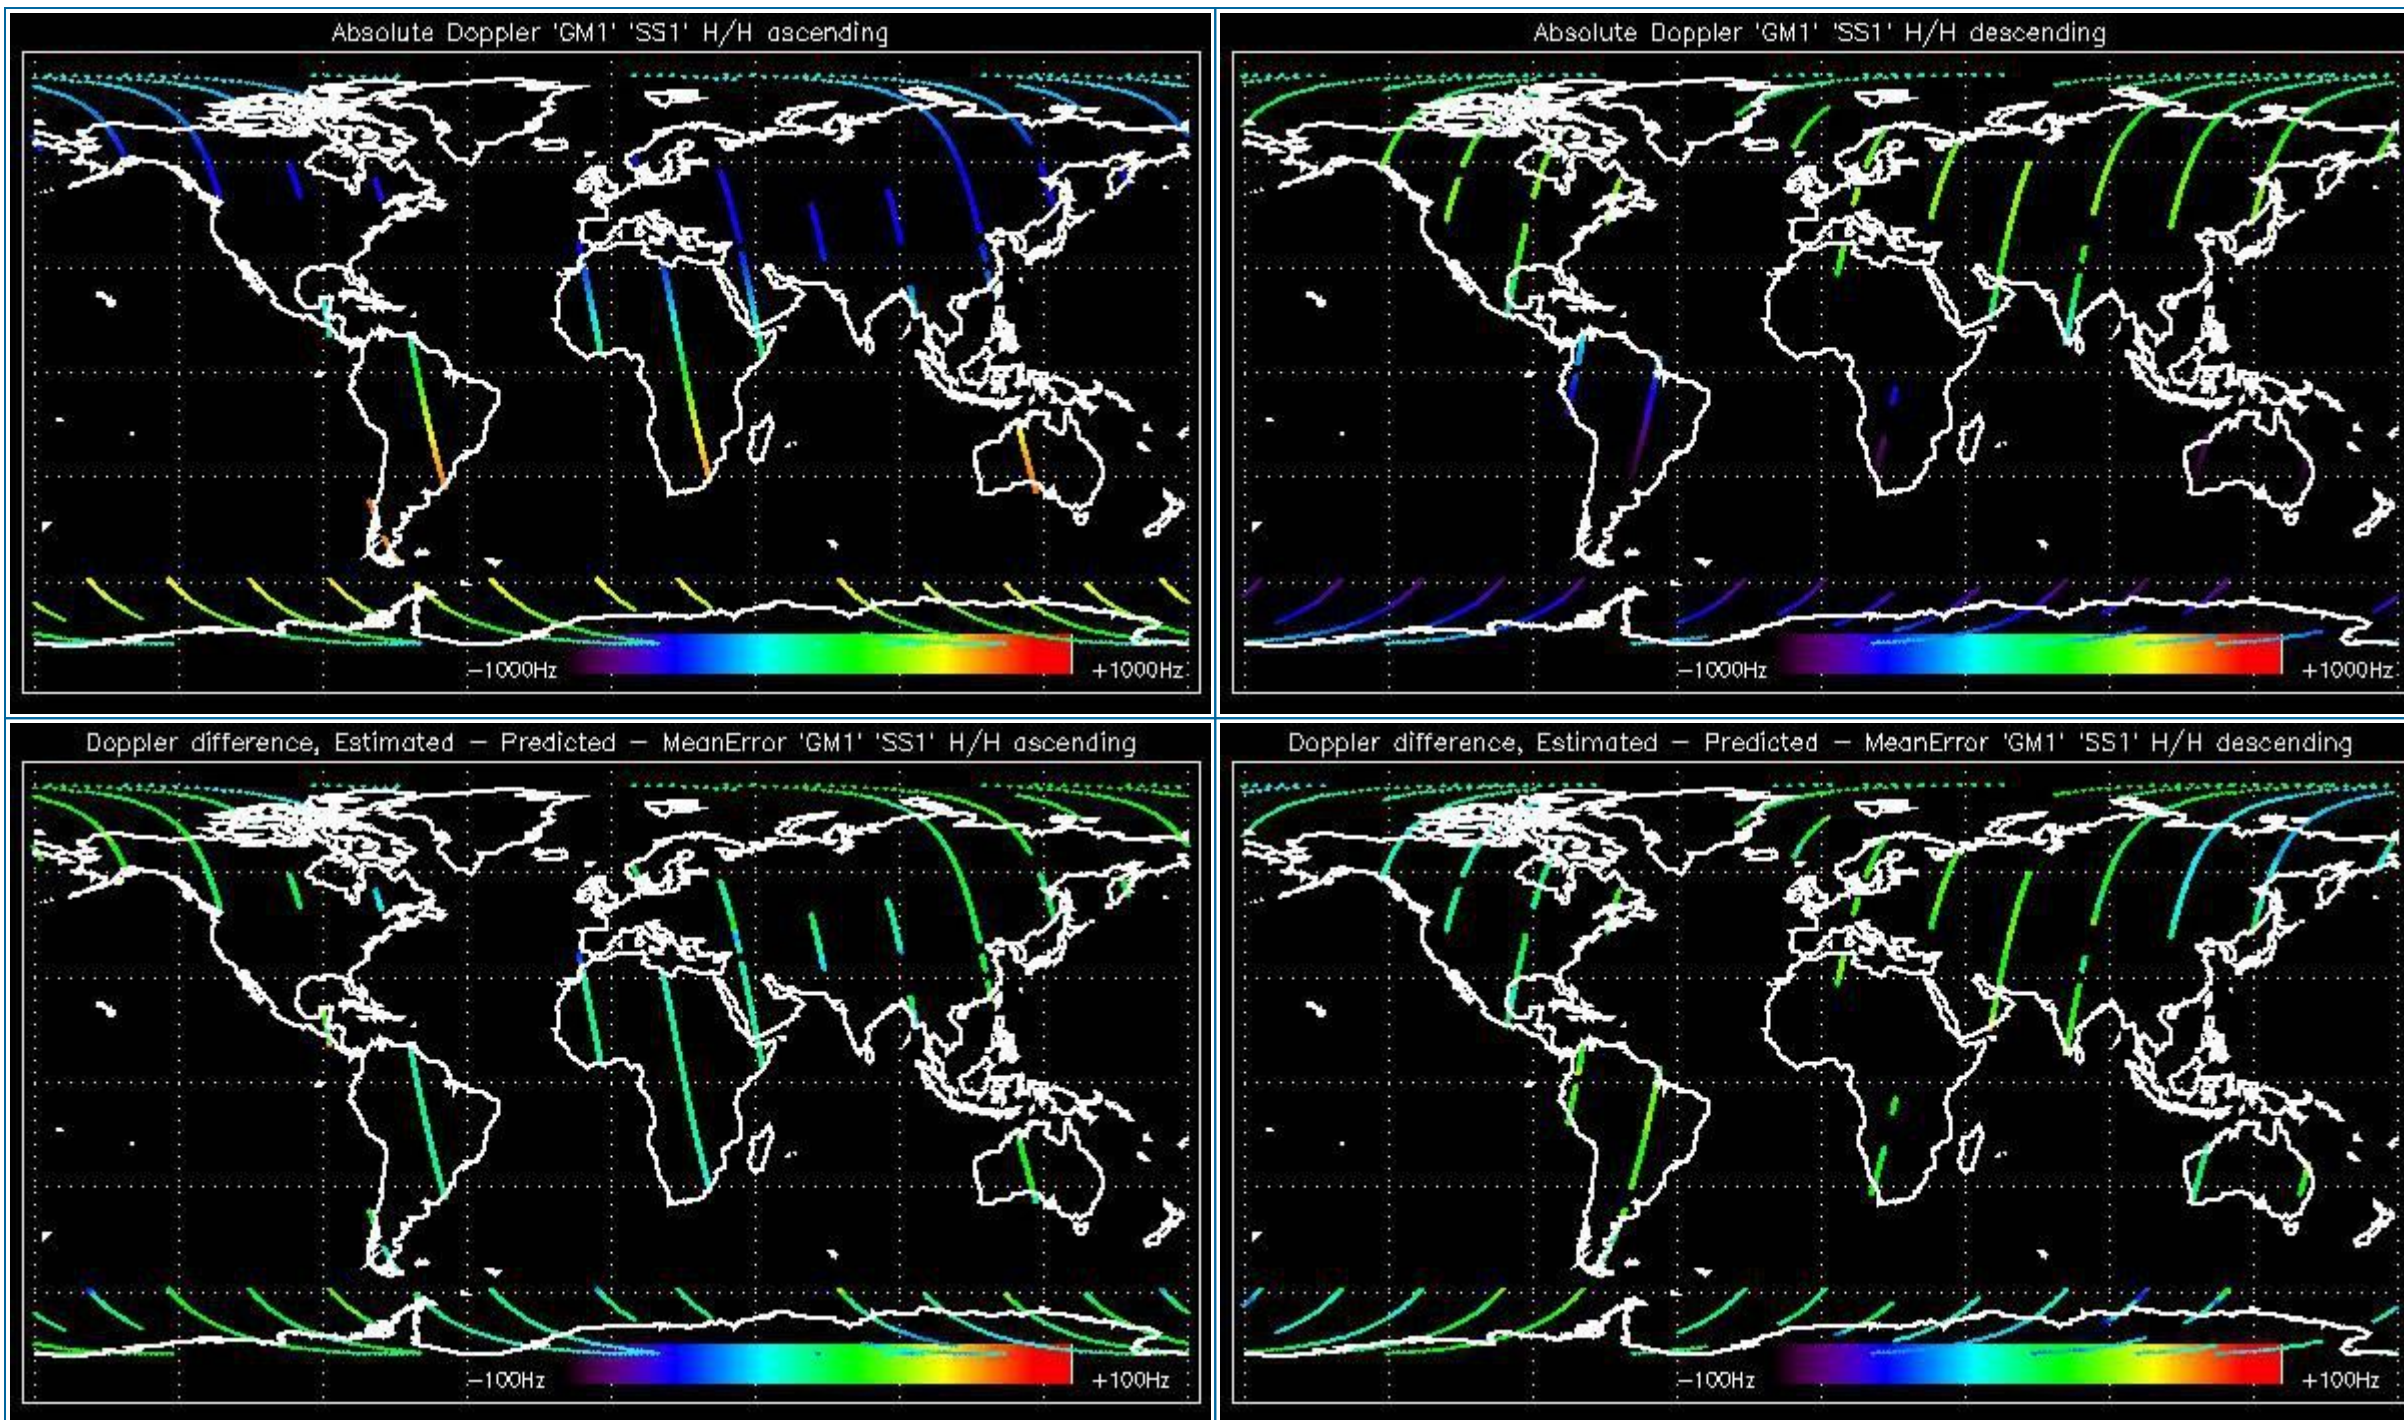 Absolute Doppler 'GM1' 'SS1' H/H ascending
−1000Hz
+1000Hz
Absolute Doppler 'GM1' 'SS1' H/H descending
−1000Hz
+1000Hz
Doppler difference, Estimated − Predicted − MeanError 'GM1' 'SS1' H/H ascending
−100Hz
+100Hz
Doppler difference, Estimated − Predicted − MeanError 'GM1' 'SS1' H/H descending
−100Hz
+100Hz